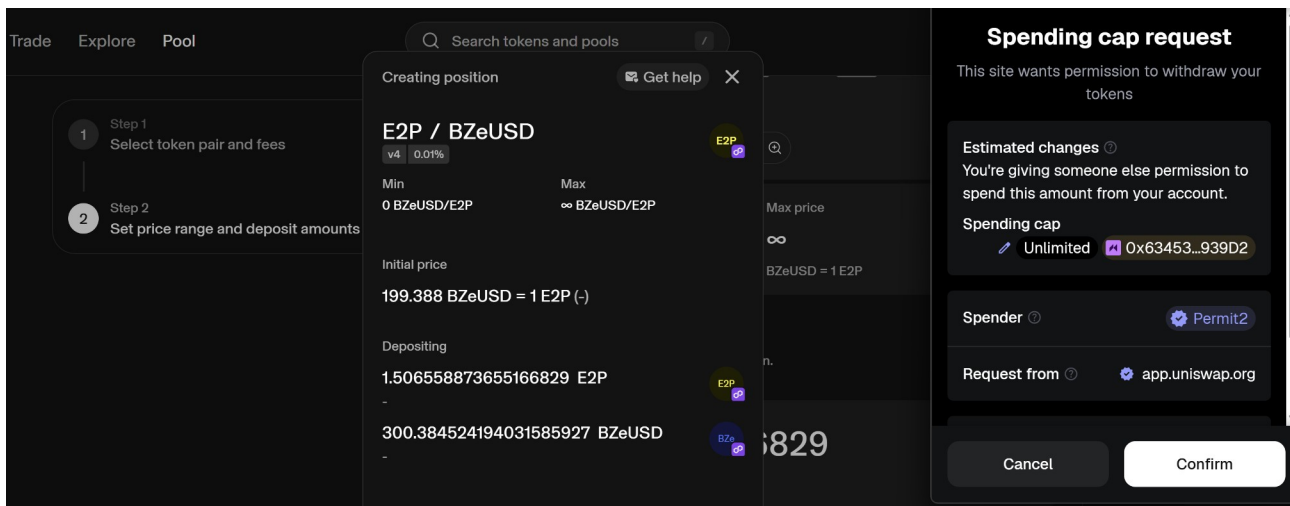 Trade Explore Pool
Search tokens and pools /
1
Step 1
Select token pair and fees
2
Step 2
Set price range and deposit amounts
Creating position
Get help
E2P / BZeUSD
E2P
v4 0.01%
Min Max
0 BZeUSD/E2P ∞ BZeUSD/E2P
Initial price
199.388 BZeUSD = 1 E2P (-)
Depositing
1.506558873655166829 E2P
E2P
-
300.384524194031585927 BZeUSD
BZe
-
Max price
∞
BZeUSD = 1 E2P
n.
6829
Spending cap request
This site wants permission to withdraw your
tokens
Estimated changes
You're giving someone else permission to
spend this amount from your account.
Spending cap
Unlimited 0x63453...939D2
Spender Permit2
Request from app.uniswap.org
Cancel Confirm